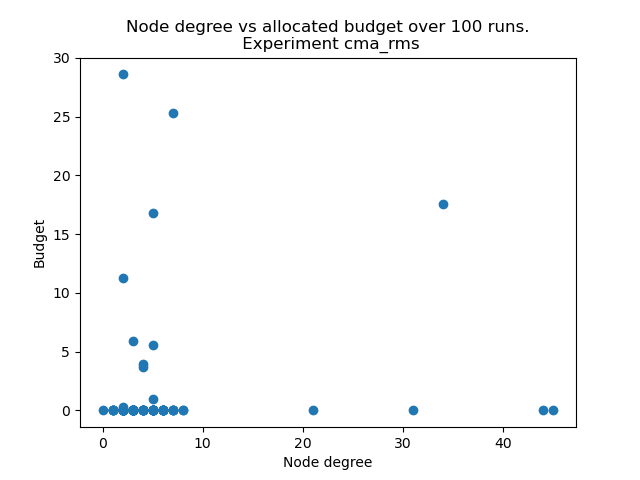 Node degree vs allocated budget over 100 runs.
Experiment cma_rms
30
25
20
15
10
5
0
Budget
0 10 20 30 40
Node degree